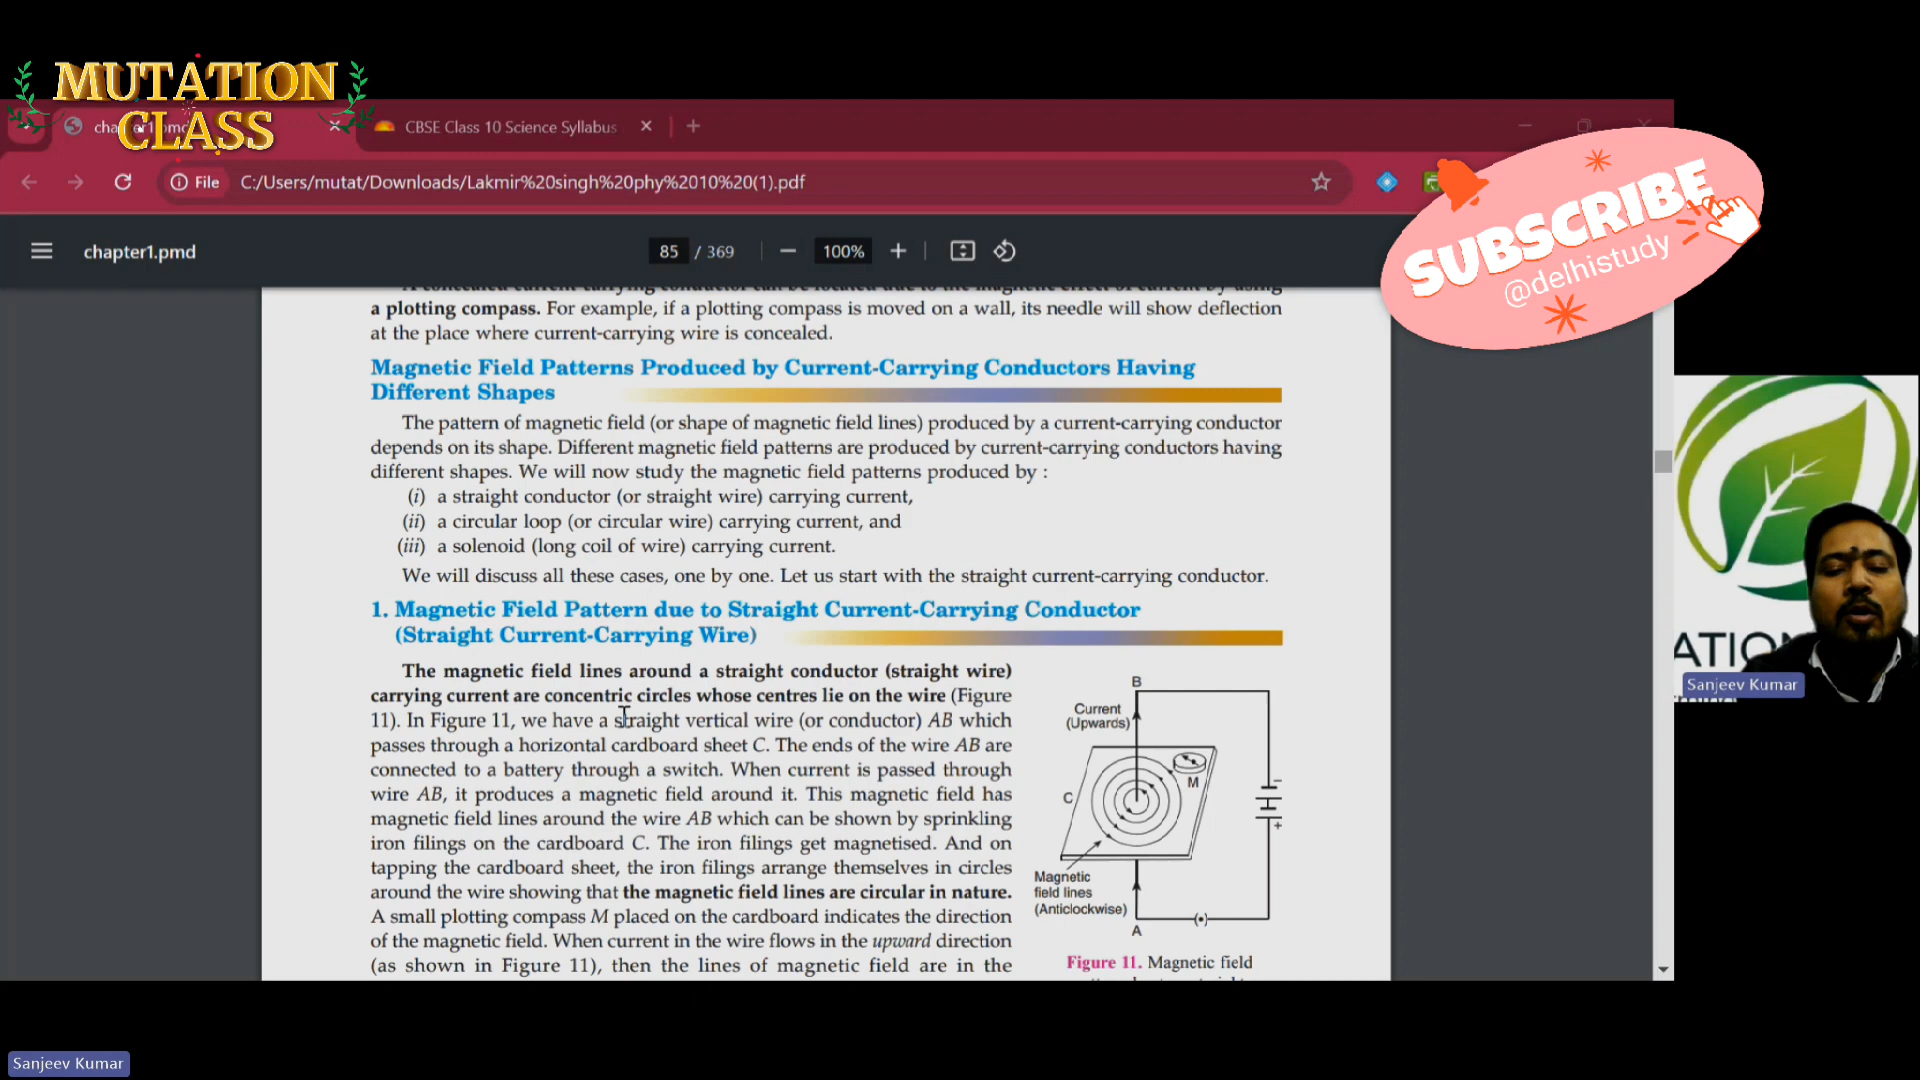 MUTATION
CLASS
CBSE Class 10 Science Syllabus
File
C:/Users/mutat/Downloads/Lakmir%20singh%20phy%2010%20(1).pdf
chapter1.pmd
85 / 369
100%
SUBSCRIBE
@delhistudy
a plotting compass. For example, if a plotting compass is moved on a wall, its needle will show deflection
at the place where current-carrying wire is concealed.
Magnetic Field Patterns Produced by Current-Carrying Conductors Having
Different Shapes
The pattern of magnetic field (or shape of magnetic field lines) produced by a current-carrying conductor
depends on its shape. Different magnetic field patterns are produced by current-carrying conductors having
different shapes. We will now study the magnetic field patterns produced by :
(i) a straight conductor (or straight wire) carrying current,
(ii) a circular loop (or circular wire) carrying current, and
(iii) a solenoid (long coil of wire) carrying current.
We will discuss all these cases, one by one. Let us start with the straight current-carrying conductor.
1. Magnetic Field Pattern due to Straight Current-Carrying Conductor
(Straight Current-Carrying Wire)
The magnetic field lines around a straight conductor (straight wire)
carrying current are concentric circles whose centres lie on the wire (Figure
11). In Figure 11, we have a straight vertical wire (or conductor) AB which
passes through a horizontal cardboard sheet C. The ends of the wire AB are
connected to a battery through a switch. When current is passed through
wire AB, it produces a magnetic field around it. This magnetic field has
magnetic field lines around the wire AB which can be shown by sprinkling
iron filings on the cardboard C. The iron filings get magnetised. And on
tapping the cardboard sheet, the iron filings arrange themselves in circles
around the wire showing that the magnetic field lines are circular in nature.
A small plotting compass M placed on the cardboard indicates the direction
of the magnetic field. When current in the wire flows in the upward direction
(as shown in Figure 11), then the lines of magnetic field are in the
B
Current
(Upwards)
M
C
−
+
Magnetic
field lines
(Anticlockwise)
A
Figure 11. Magnetic field
ATION
Sanjeev Kumar
Sanjeev Kumar